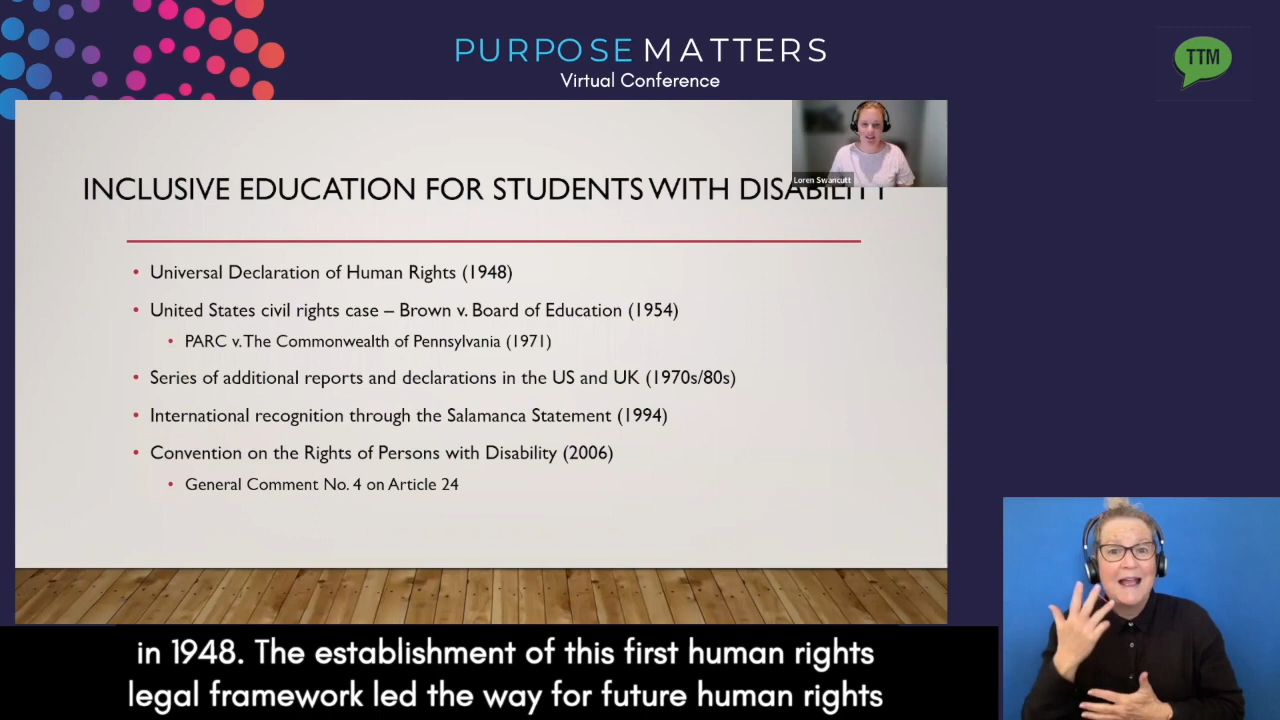 PURPOSE MATTERS
Virtual Conference
TTM
Loren Swancutt
INCLUSIVE EDUCATION FOR STUDENTS WITH DISABILITY
• Universal Declaration of Human Rights (1948)
• United States civil rights case – Brown v. Board of Education (1954)
• PARC v. The Commonwealth of Pennsylvania (1971)
• Series of additional reports and declarations in the US and UK (1970s/80s)
• International recognition through the Salamanca Statement (1994)
• Convention on the Rights of Persons with Disability (2006)
• General Comment No. 4 on Article 24
in 1948. The establishment of this first human rights
legal framework led the way for future human rights